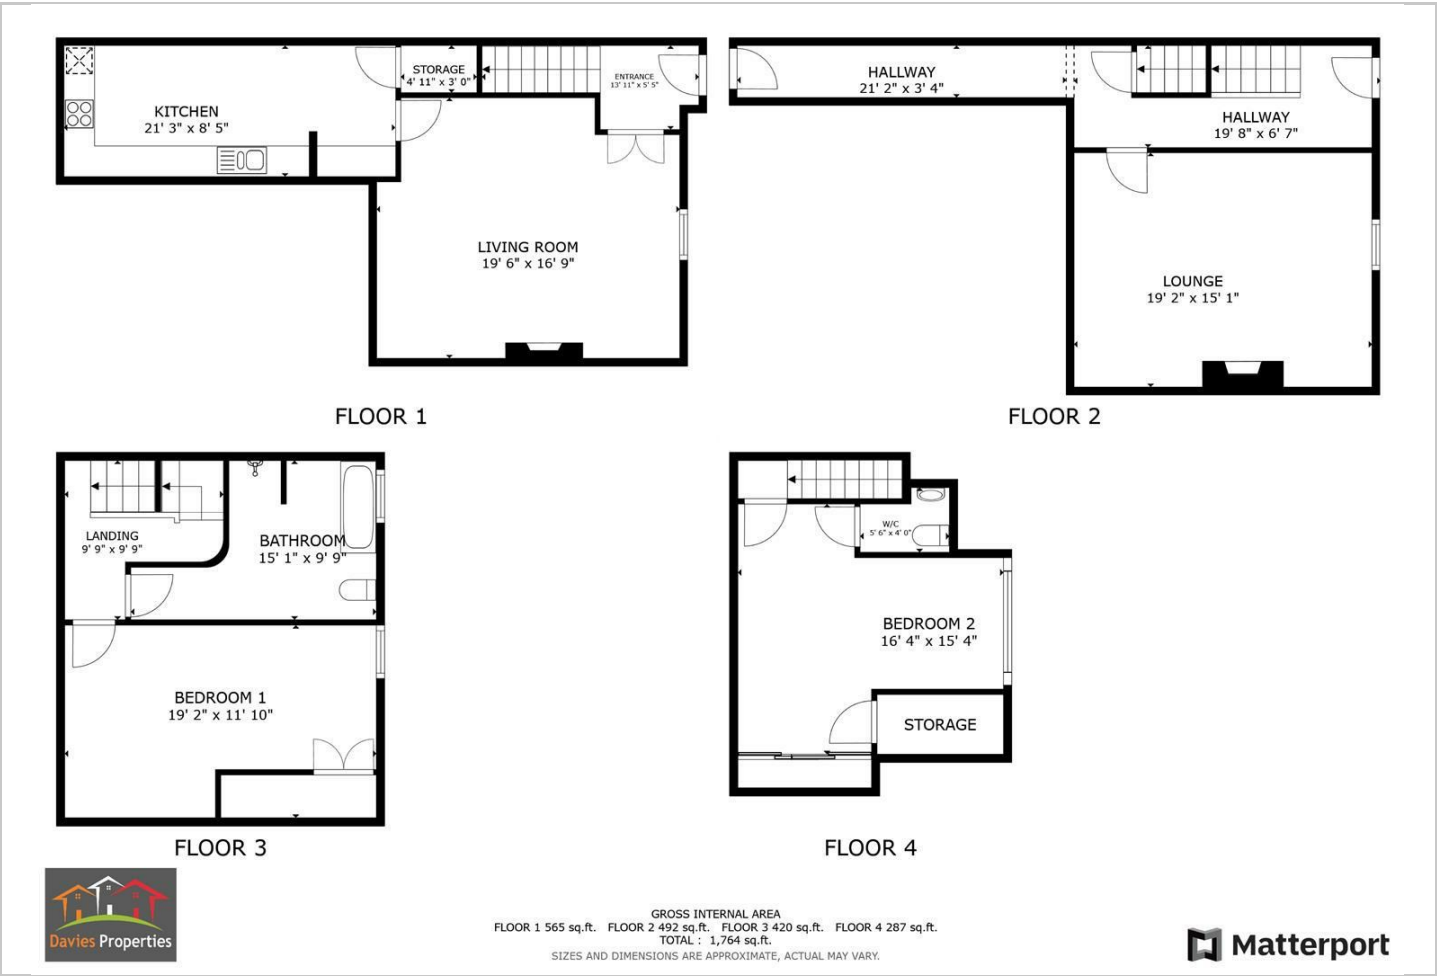 KITCHEN
21' 3" x 8' 5"
STORAGE
4' 11" x 3' 0"
ENTRANCE
13' 11" x 5' 5"
LIVING ROOM
19' 6" x 16' 9"
FLOOR 1
HALLWAY
21' 2" x 3' 4"
HALLWAY
19' 8" x 6' 7"
LOUNGE
19' 2" x 15' 1"
FLOOR 2
LANDING
9' 9" x 9' 9"
BATHROOM
15' 1" x 9' 9"
BEDROOM 1
19' 2" x 11' 10"
FLOOR 3
W/C
5' 6" x 4' 0"
BEDROOM 2
16' 4" x 15' 4"
STORAGE
FLOOR 4
Davies Properties
GROSS INTERNAL AREA
FLOOR 1 565 sq.ft. FLOOR 2 492 sq.ft. FLOOR 3 420 sq.ft. FLOOR 4 287 sq.ft.
TOTAL : 1,764 sq.ft.
SIZES AND DIMENSIONS ARE APPROXIMATE, ACTUAL MAY VARY.
Matterport